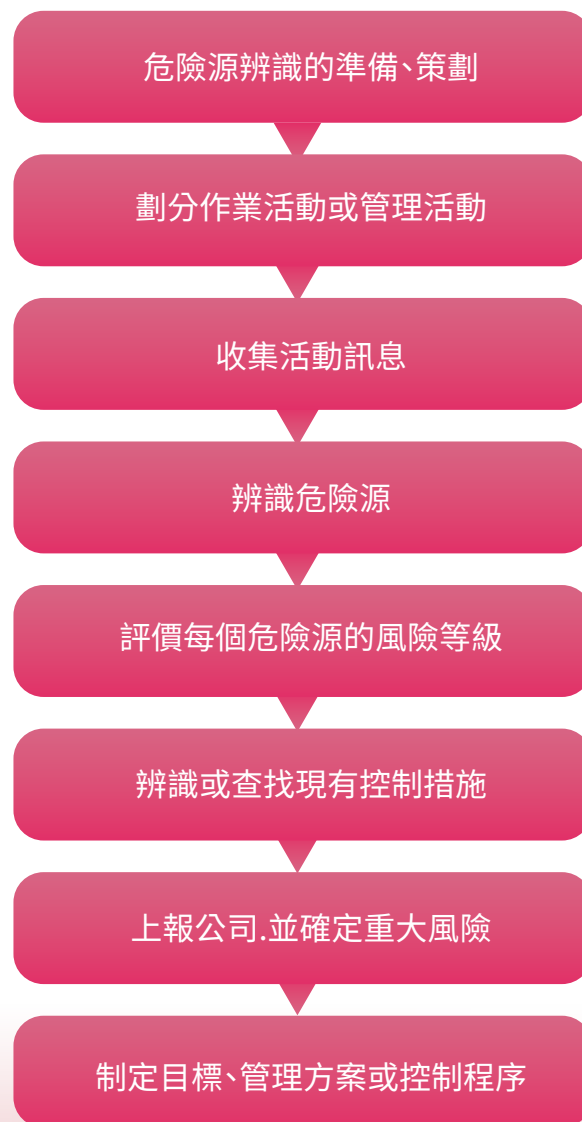 危險源辨識的準備、策劃
劃分作業活動或管理活動
收集活動訊息
辨識危險源
評價每個危險源的風險等級
辨識或查找現有控制措施
上報公司.並確定重大風險
制定目標、管理方案或控制程序